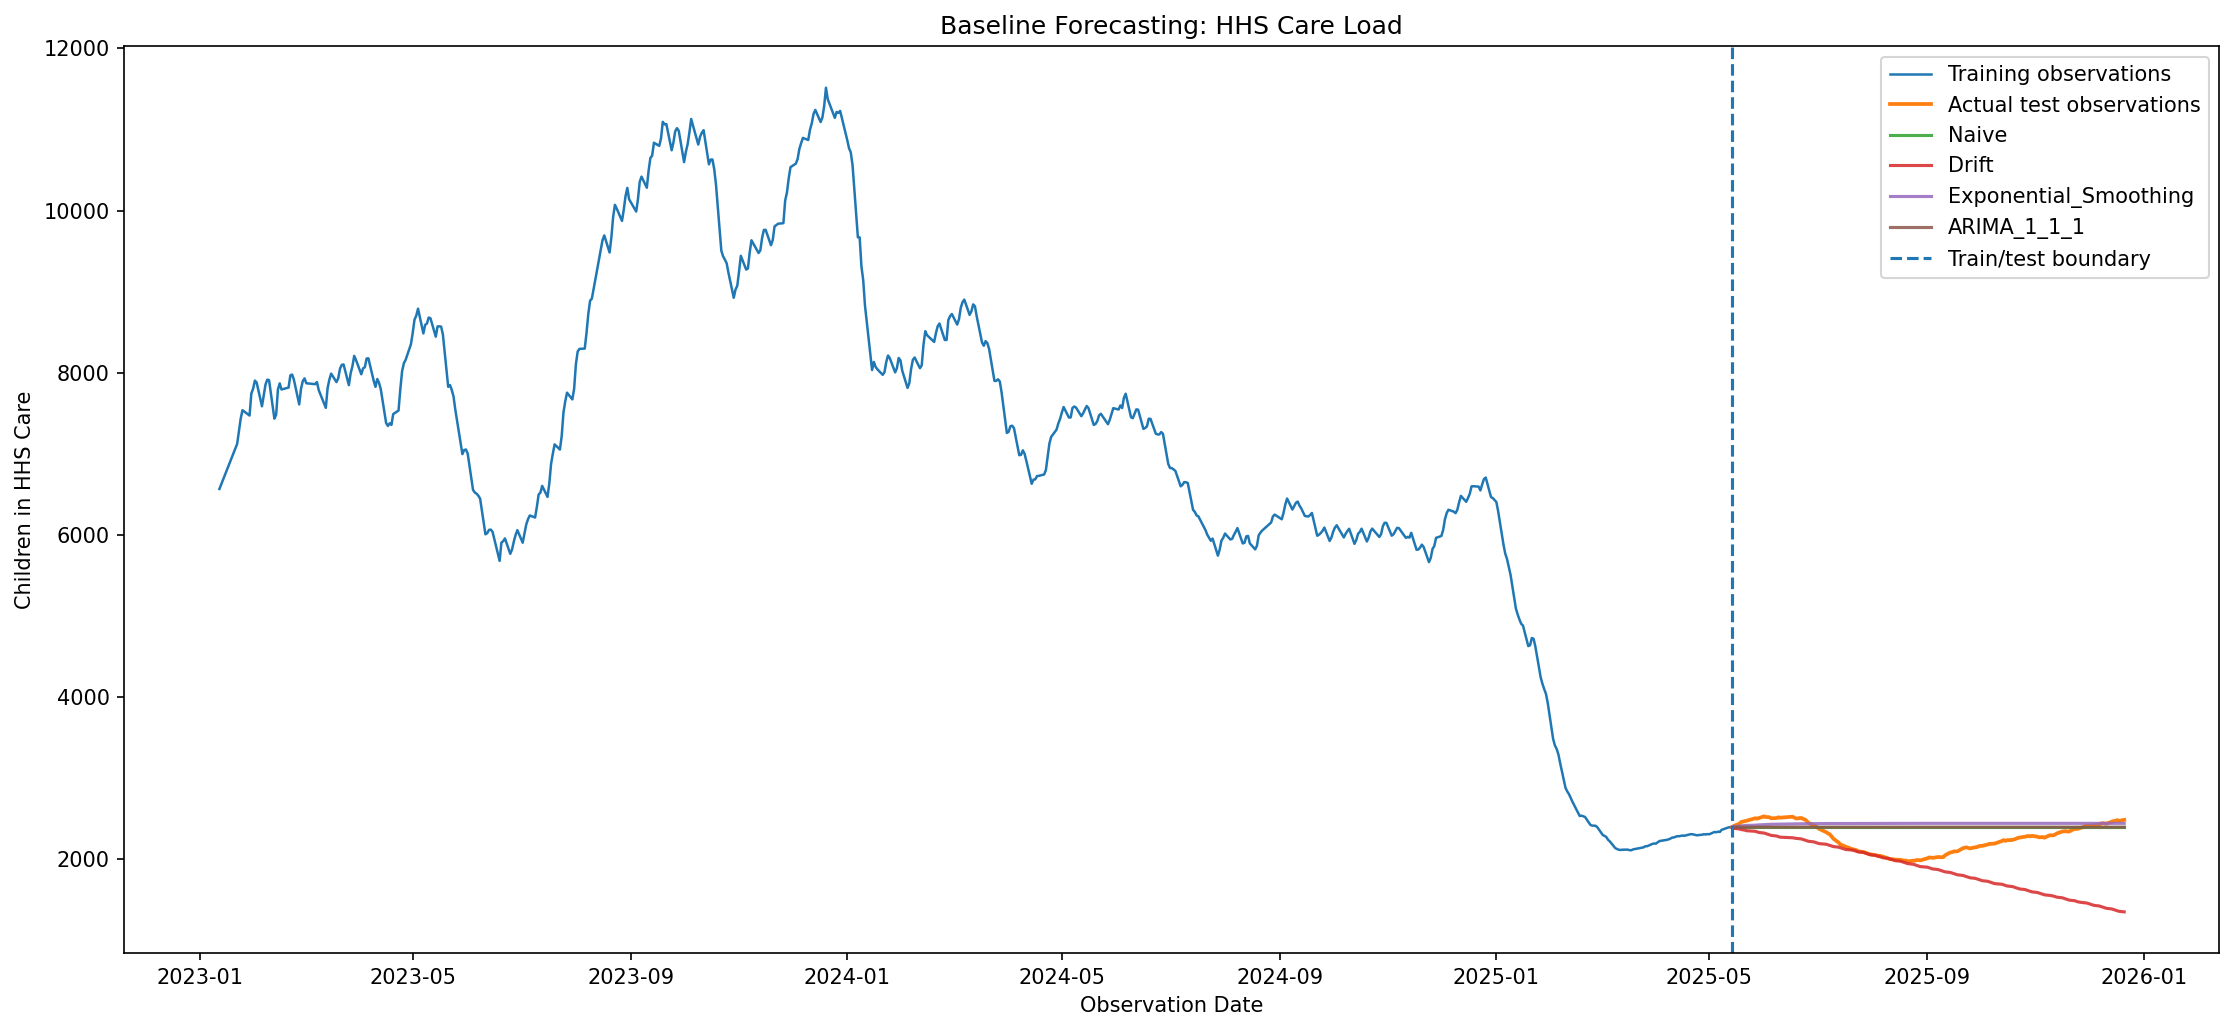 Baseline Forecasting: HHS Care Load
12000
10000
8000
6000
4000
2000
Children in HHS Care
Training observations
Actual test observations
Naive
Drift
Exponential_Smoothing
ARIMA_1_1_1
Train/test boundary
2023-01 2023-05 2023-09 2024-01 2024-05 2024-09 2025-01 2025-05 2025-09 2026-01
Observation Date